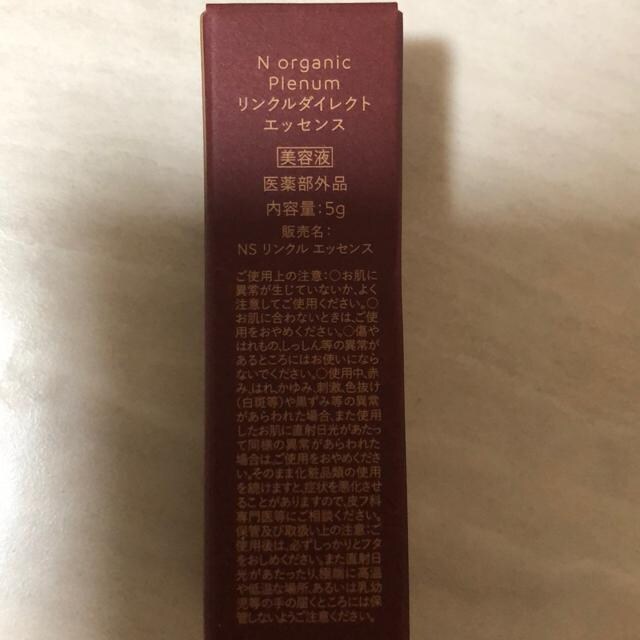 N organic
Plenum
リンクルダイレクト
エッセンス
美容液
医薬部外品
内容量:5g
販売名:
NS リンクル エッセンス
ご使用上の注意:○お肌に
異常が生じていないか、よく
注意してご使用ください。○
お肌に合わないときは、ご使
用をおやめください。○傷や
はれもの、しっしん等の異常が
あるところにはお使いになら
ないでください。○使用中、赤
み、はれ、かゆみ、刺激、色抜け
(白斑等)や黒ずみ等の異常
があらわれた場合、また使用
したお肌に直射日光があたっ
て同様の異常があらわれた
場合は、ご使用をおやめくださ
い。そのまま化粧品類の使用
を続けますと、症状を悪化させ
ることがありますので、皮フ科
専門医等にご相談ください。
保管及び取扱い上の注意:ご
使用後は、必ずしっかりとフタ
をおしめください。また直射日
光があたったり、極端に高温
や低温な場所、あるいは乳幼
児等の手の届くところには保
管しないようご注意ください。